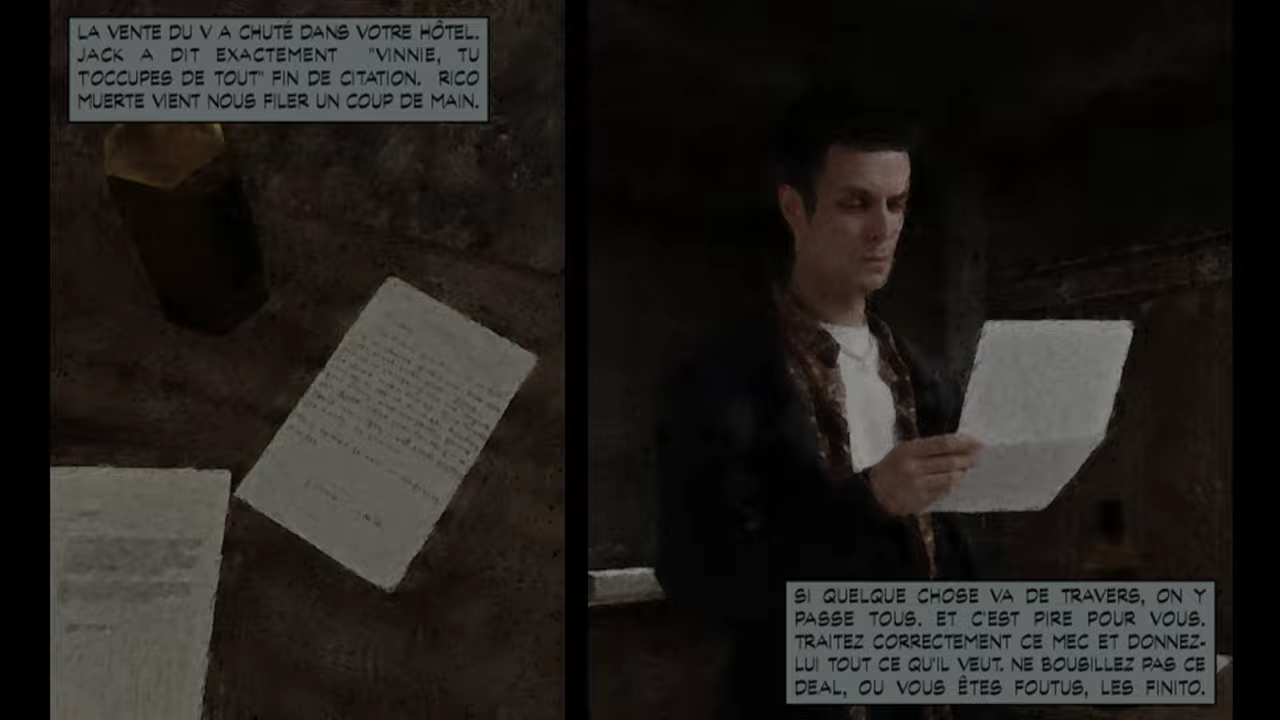 LA VENTE DU V A CHUTÉ DANS VOTRE HÔTEL.
JACK A DIT EXACTEMENT "VINNIE, TU
T'OCCUPES DE TOUT" FIN DE CITATION. RICO
MUERTE VIENT NOUS FILER UN COUP DE MAIN.
SI QUELQUE CHOSE VA DE TRAVERS, ON Y
PASSE TOUS. ET C'EST PIRE POUR VOUS.
TRAITEZ CORRECTEMENT CE MEC ET DONNEZ-
LUI TOUT CE QU'IL VEUT. NE BOUSILLEZ PAS CE
DEAL, OU VOUS ÊTES FOUTUS, LES FINITO.